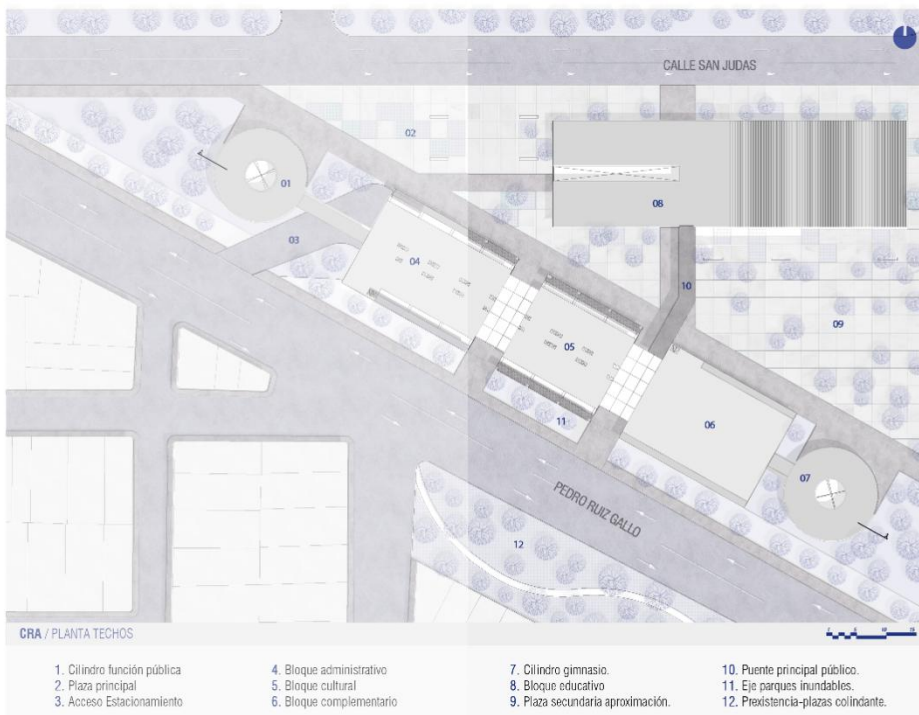 CALLE SAN JUDAS
02
01
08
03
04
10
09
05
06
11
07
PEDRO RUIZ GALLO
12
CRA / PLANTA TECHOS
1. Cilindro función pública
2. Plaza principal
3. Acceso Estacionamiento
4. Bloque administrativo
5. Bloque cultural
6. Bloque complementario
7. Cilindro gimnasio.
8. Bloque educativo
9. Plaza secundaria aproximación.
10. Puente principal público.
11. Eje parques inundables.
12. Prexistencia-plazas colindante.